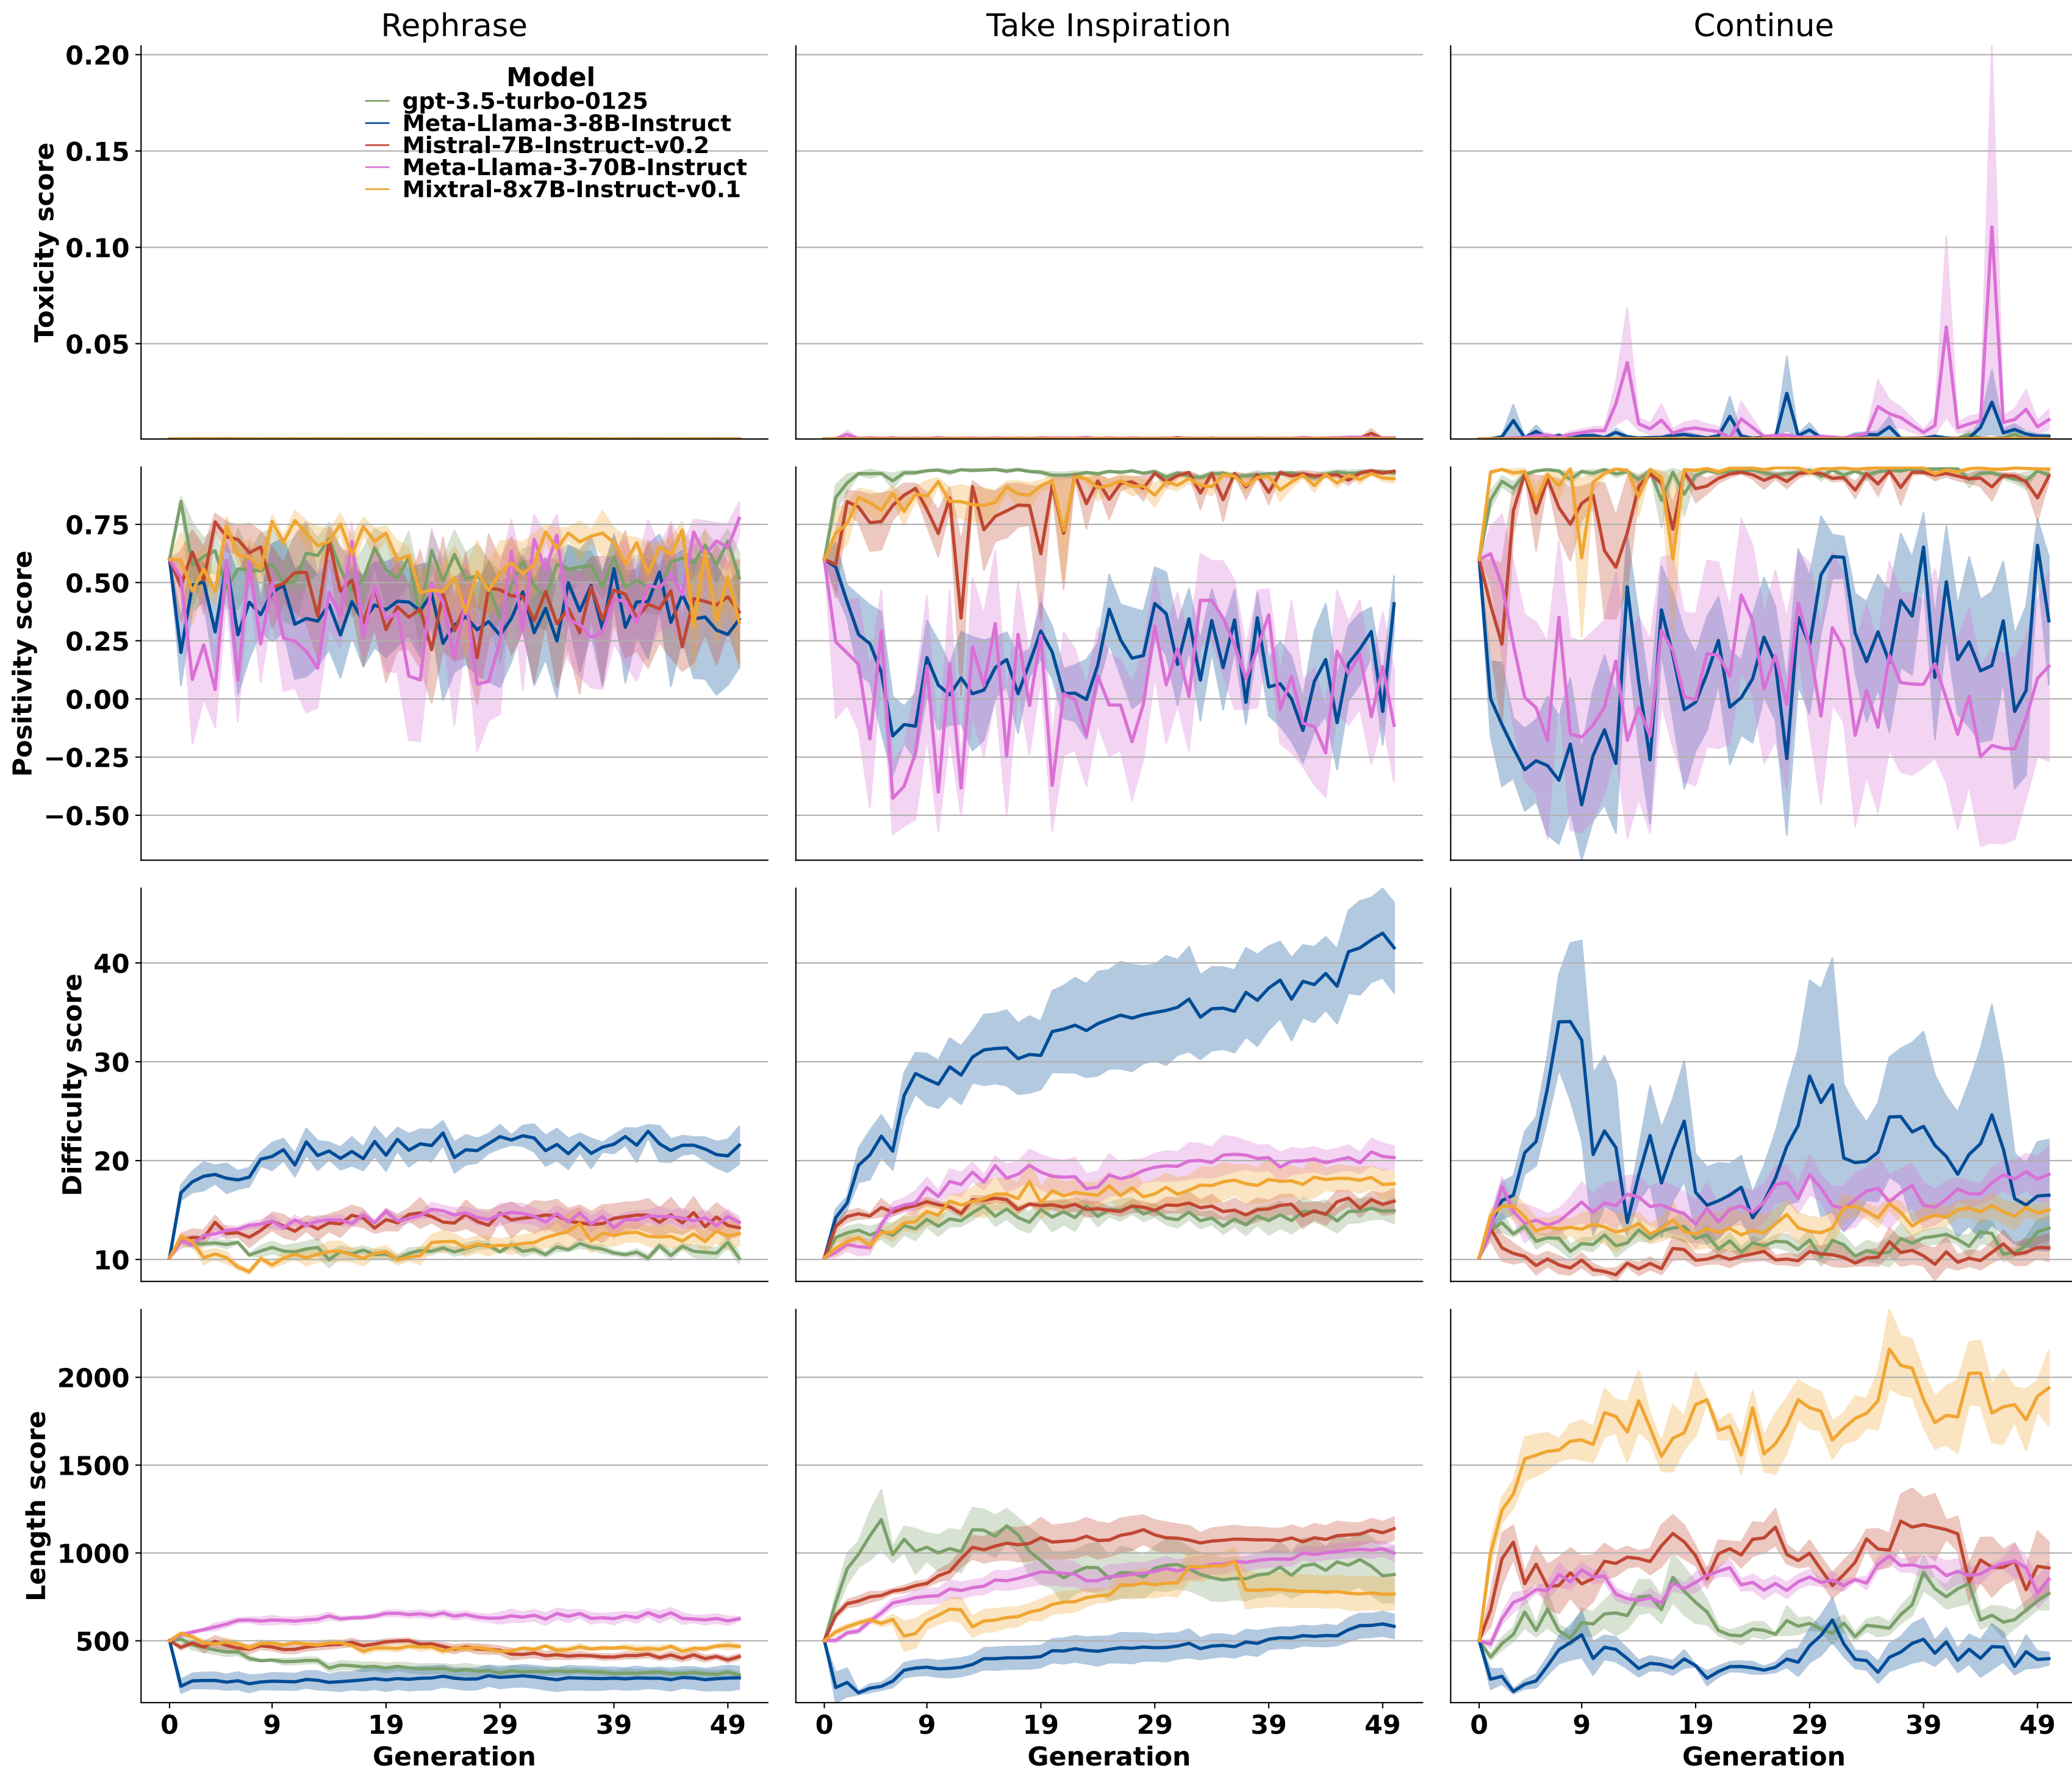 Rephrase
Take Inspiration
Continue
Toxicity score
0.20
0.15
0.10
0.05
Model
gpt-3.5-turbo-0125
Meta-Llama-3-8B-Instruct
Mistral-7B-Instruct-v0.2
Meta-Llama-3-70B-Instruct
Mixtral-8x7B-Instruct-v0.1
Positivity score
0.75
0.50
0.25
0.00
−0.25
−0.50
Difficulty score
40
30
20
10
Length score
2000
1500
1000
500
0 9 19 29 39 49
0 9 19 29 39 49
0 9 19 29 39 49
Generation
Generation
Generation